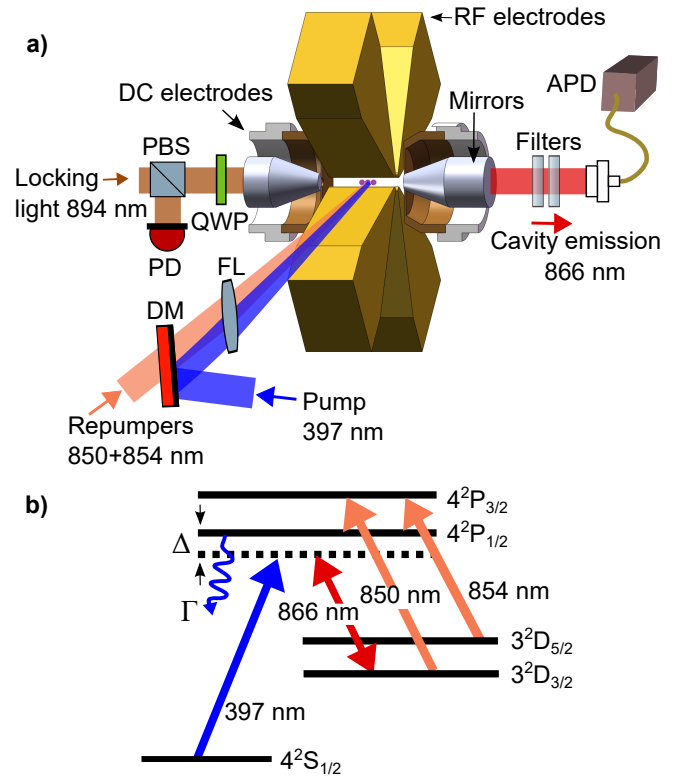 a)
RF electrodes
DC electrodes
APD
Mirrors
PBS
Filters
Locking
light 894 nm
QWP
PD
Cavity emission
866 nm
FL
DM
Pump
397 nm
Repumpers
850+854 nm
b)
4²P₃/₂
4²P₁/₂
Δ
Γ
866 nm
850 nm
854 nm
3²D₅/₂
3²D₃/₂
397 nm
4²S₁/₂